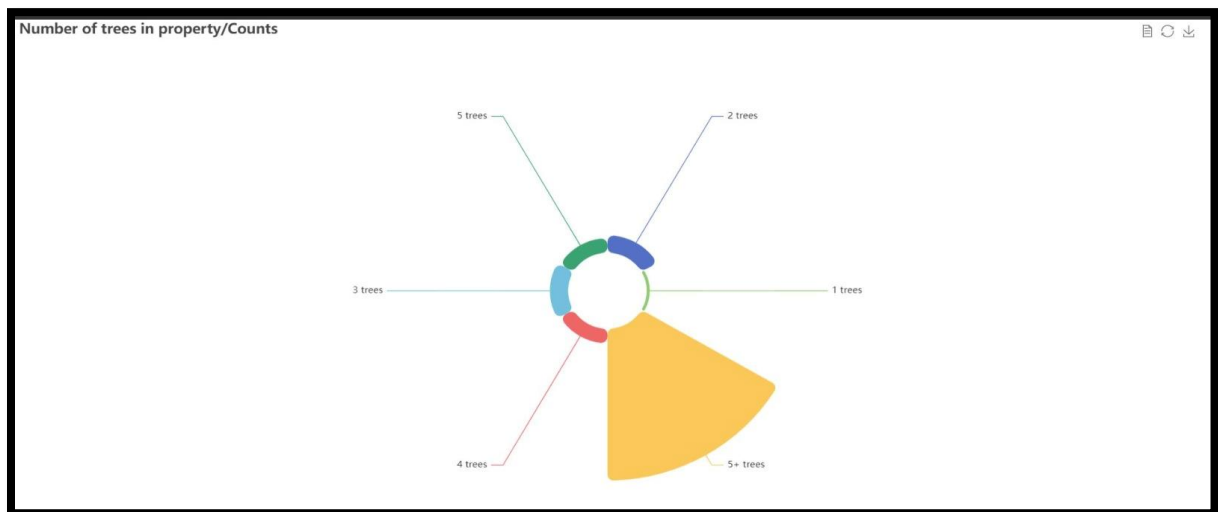 Number of trees in property/Counts
5 trees
2 trees
3 trees
1 trees
4 trees
5+ trees